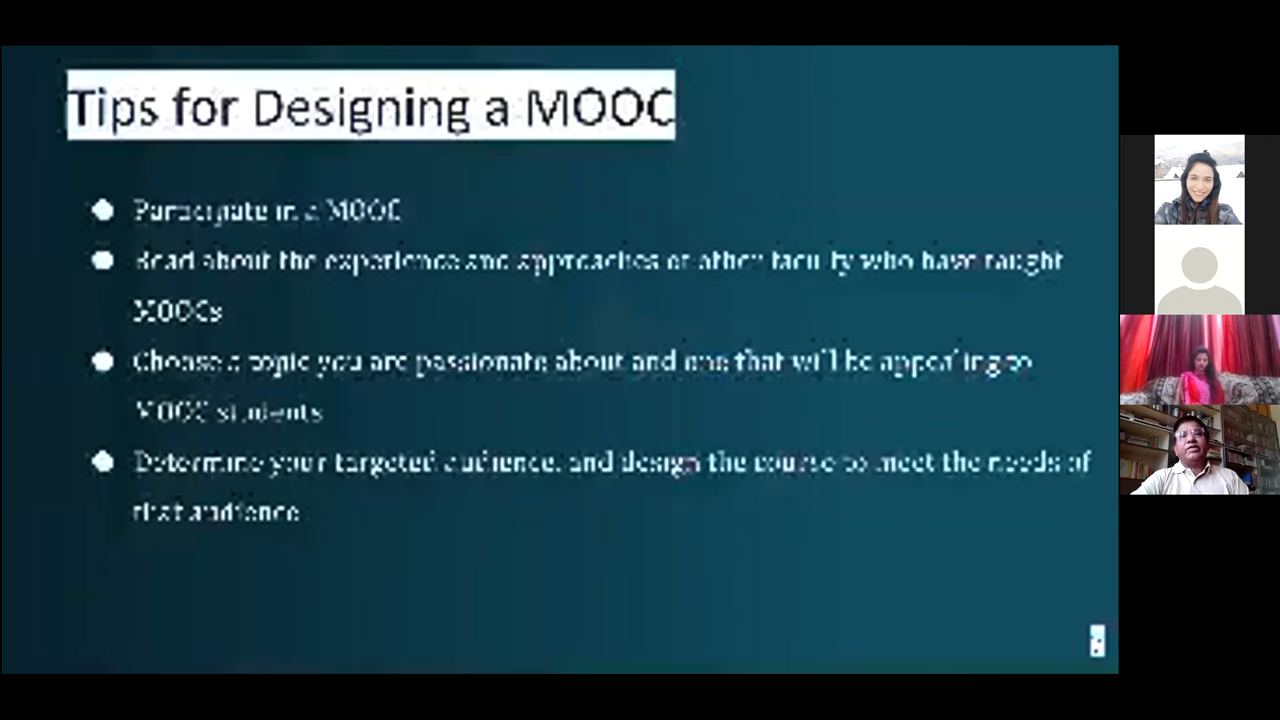 Tips for Designing a MOOC
Participate in a MOOC
Read about the experience and approaches of other faculty who have taught
MOOCs
Choose a topic you are passionate about and one that will be appealing to
MOOC students
Determine your targeted audience, and design the course to meet the needs of
that audience